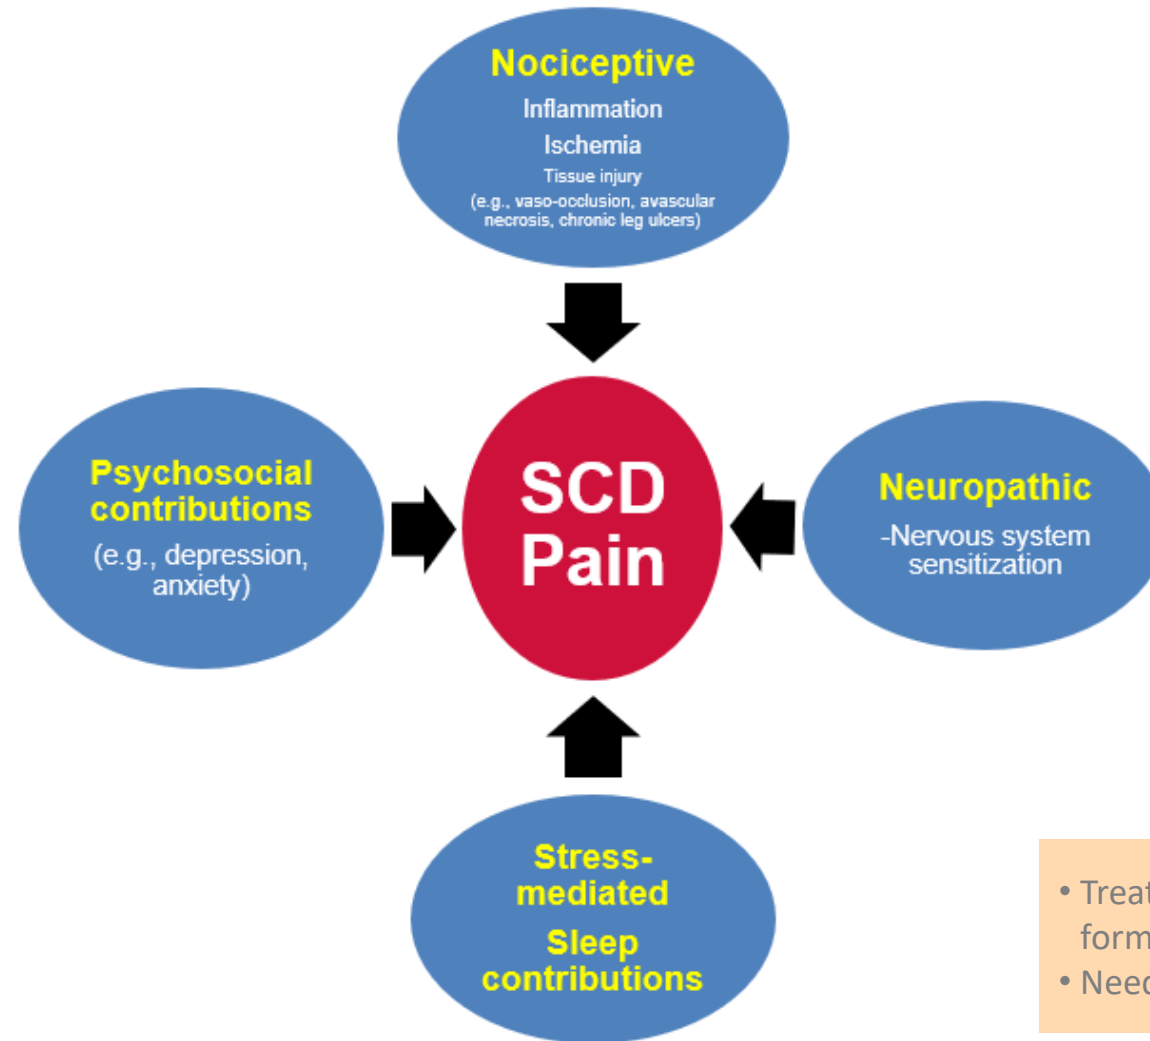 Nociceptive
Inflammation
Ischemia
Tissue injury
(e.g., vaso-occlusion, avascular
necrosis, chronic leg ulcers)
Psychosocial
contributions
(e.g., depression,
anxiety)
SCD
Pain
Neuropathic
-Nervous system
sensitization
Stress-
mediated
Sleep
contributions
• Treat
form
• Need